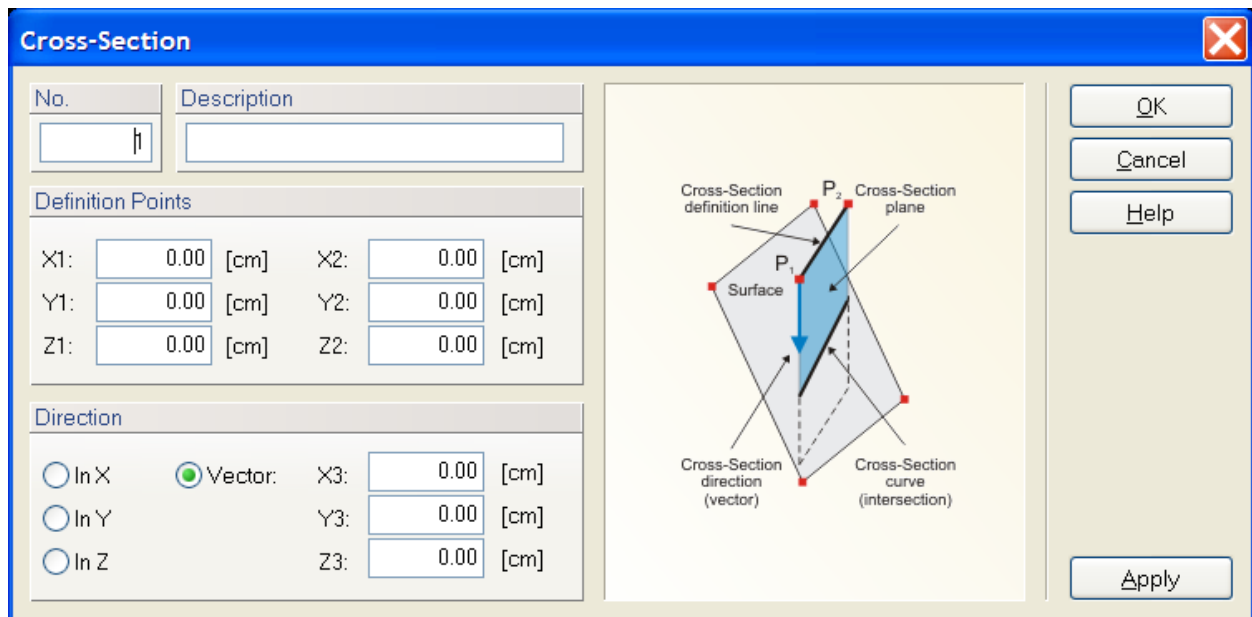 Cross-Section
No. Description
1
Definition Points
X1: 0.00 [cm] X2: 0.00 [cm]
Y1: 0.00 [cm] Y2: 0.00 [cm]
Z1: 0.00 [cm] Z2: 0.00 [cm]
Direction
In X Vector: X3: 0.00 [cm]
In Y Y3: 0.00 [cm]
In Z Z3: 0.00 [cm]
Cross-Section
definition line
P2
Cross-Section
plane
P1
Surface
Cross-Section
direction
(vector)
Cross-Section
curve
(intersection)
OK
Cancel
Help
Apply